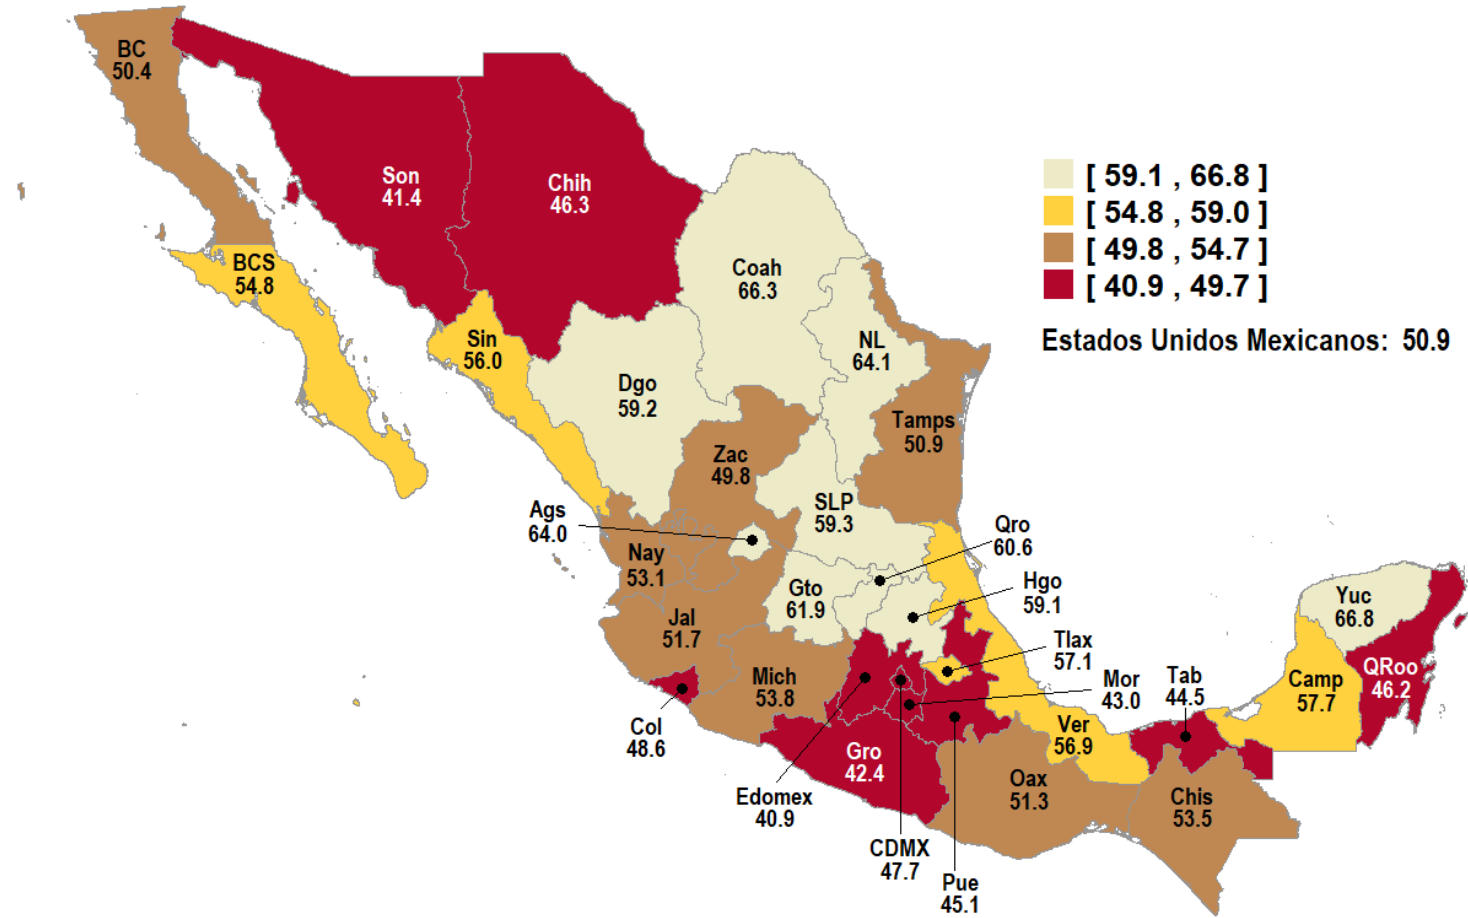 BC
50.4
Son
41.4
Chih
46.3
[ 59.1 , 66.8 ]
[ 54.8 , 59.0 ]
[ 49.8 , 54.7 ]
[ 40.9 , 49.7 ]
Estados Unidos Mexicanos: 50.9
BCS
54.8
Coah
66.3
Sin
56.0
NL
64.1
Dgo
59.2
Tamps
50.9
Zac
49.8
SLP
59.3
Ags
64.0
Qro
60.6
Nay
53.1
Gto
61.9
Hgo
59.1
Yuc
66.8
Jal
51.7
Tlax
57.1
Mich
53.8
Mor
43.0
Tab
44.5
Camp
57.7
QRoo
46.2
Col
48.6
Ver
56.9
Gro
42.4
Oax
51.3
Chis
53.5
Edomex
40.9
CDMX
47.7
Pue
45.1